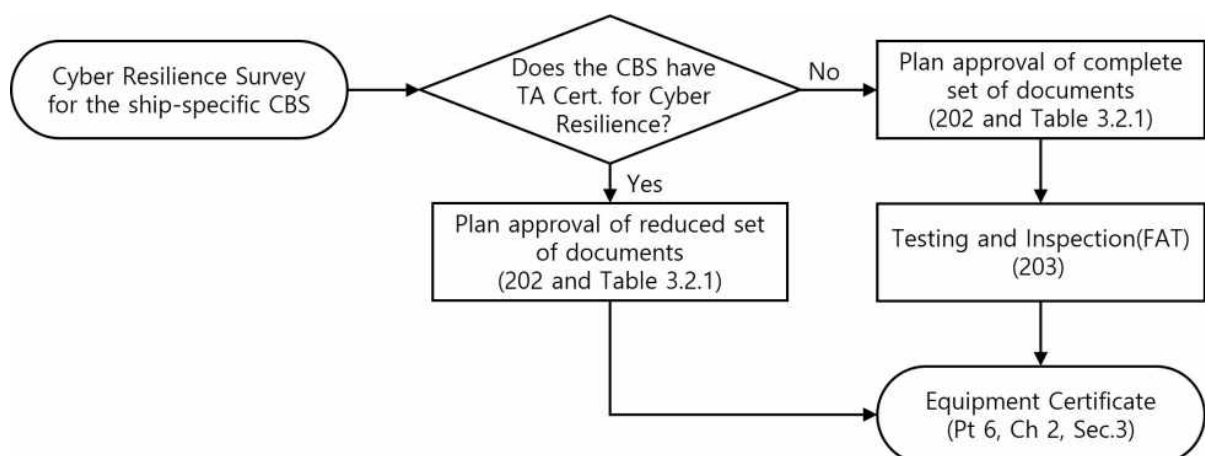 Cyber Resilience Survey
for the ship-specific CBS
Does the CBS have
TA Cert. for Cyber
Resilience?
No
Plan approval of complete
set of documents
(202 and Table 3.2.1)
Yes
Plan approval of reduced set
of documents
(202 and Table 3.2.1)
Testing and Inspection(FAT)
(203)
Equipment Certificate
(Pt 6, Ch 2, Sec.3)